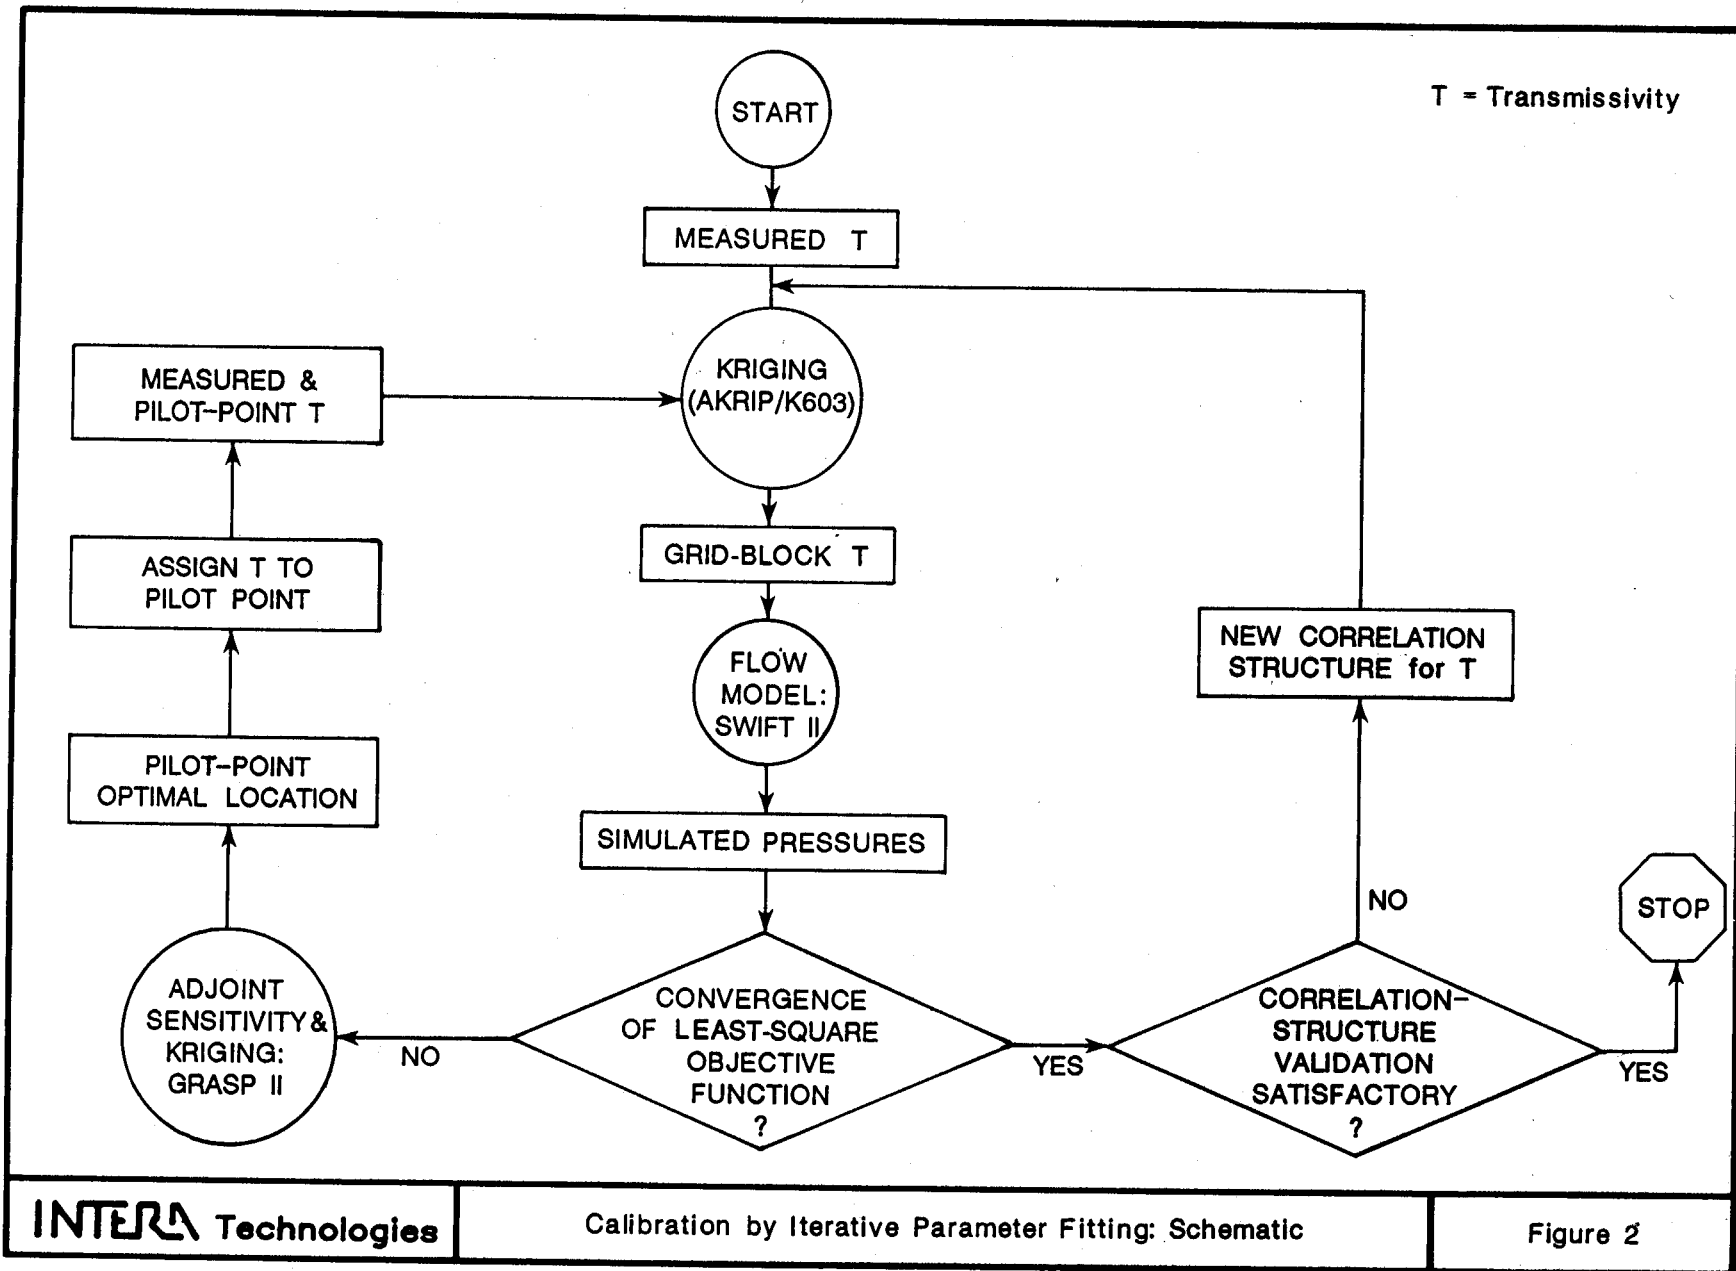 START
T = Transmissivity
MEASURED T
KRIGING
(AKRIP/K603)
MEASURED &
PILOT-POINT T
GRID-BLOCK T
ASSIGN T TO
PILOT POINT
NEW CORRELATION
STRUCTURE for T
FLOW
MODEL:
SWIFT II
PILOT-POINT
OPTIMAL LOCATION
SIMULATED PRESSURES
NO
STOP
ADJOINT
SENSITIVITY &
KRIGING:
GRASP II
NO
CONVERGENCE
OF LEAST-SQUARE
OBJECTIVE
FUNCTION
?
YES
CORRELATION-
STRUCTURE
VALIDATION
SATISFACTORY
?
YES
INTERA Technologies
Calibration by Iterative Parameter Fitting: Schematic
Figure 2